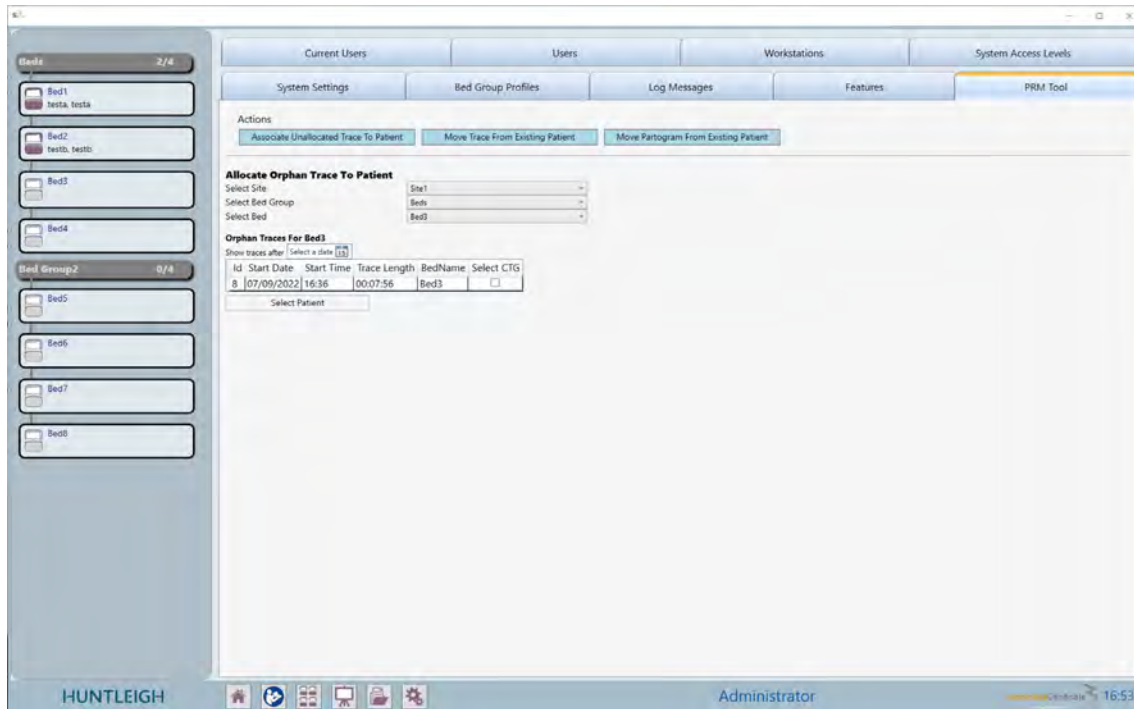 Beds 2/4
Bed1
testa, testa
Bed2
testb, testb
Bed3
Bed4
Bed Group2 0/4
Bed5
Bed6
Bed7
Bed8
Current Users Users Workstations System Access Levels
System Settings Bed Group Profiles Log Messages Features PRM Tool
Actions
Associate Unallocated Trace To Patient Move Trace From Existing Patient Move Partogram From Existing Patient
Allocate Orphan Trace To Patient
Select Site Site1
Select Bed Group Beds
Select Bed Bed3
Orphan Traces For Bed3
Show traces after Select a date 15
Id Start Date Start Time Trace Length BedName Select CTG
8 07/09/2022 16:36 00:07:56 Bed3
Select Patient
HUNTLEIGH Administrator 16:53